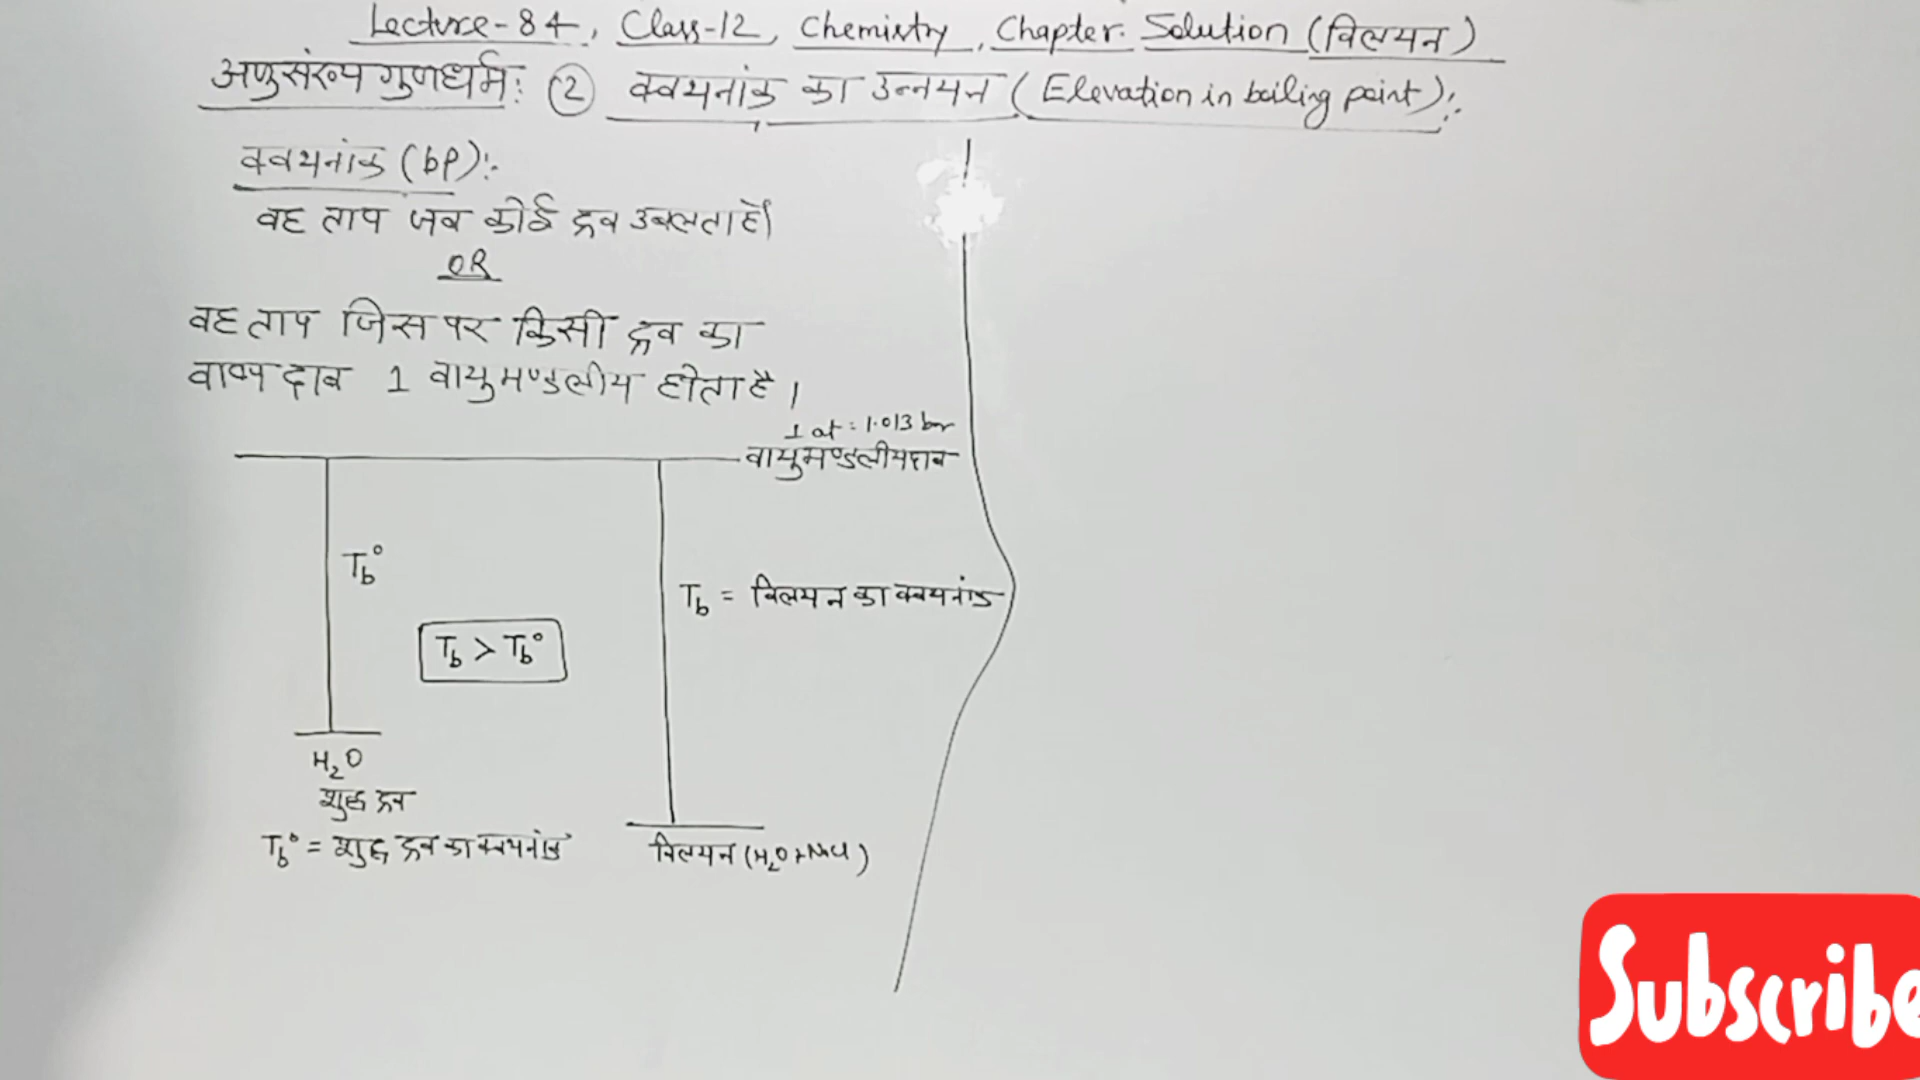 Lecture-84, Class-12, Chemistry, Chapter. Solution (विलयन)
अणुसंख्य गुणधर्म: (2) क्वथनांक का उन्नयन (Elevation in boiling point):
क्वथनांक (bP):-
वह ताप जब कोई द्रव उबलता है।
OR
वह ताप जिस पर किसी द्रव का
वाष्प दाब 1 वायुमण्डलीय होता है।
1 at = 1.013 bar
वायुमण्डलीय दाब
Tb°
Tb = विलयन का क्वथनांक
Tb > Tb°
H2O
शुद्ध द्रव
Tb° = शुद्ध द्रव का क्वथनांक
विलयन (H2O+NaCl)
Subscribe